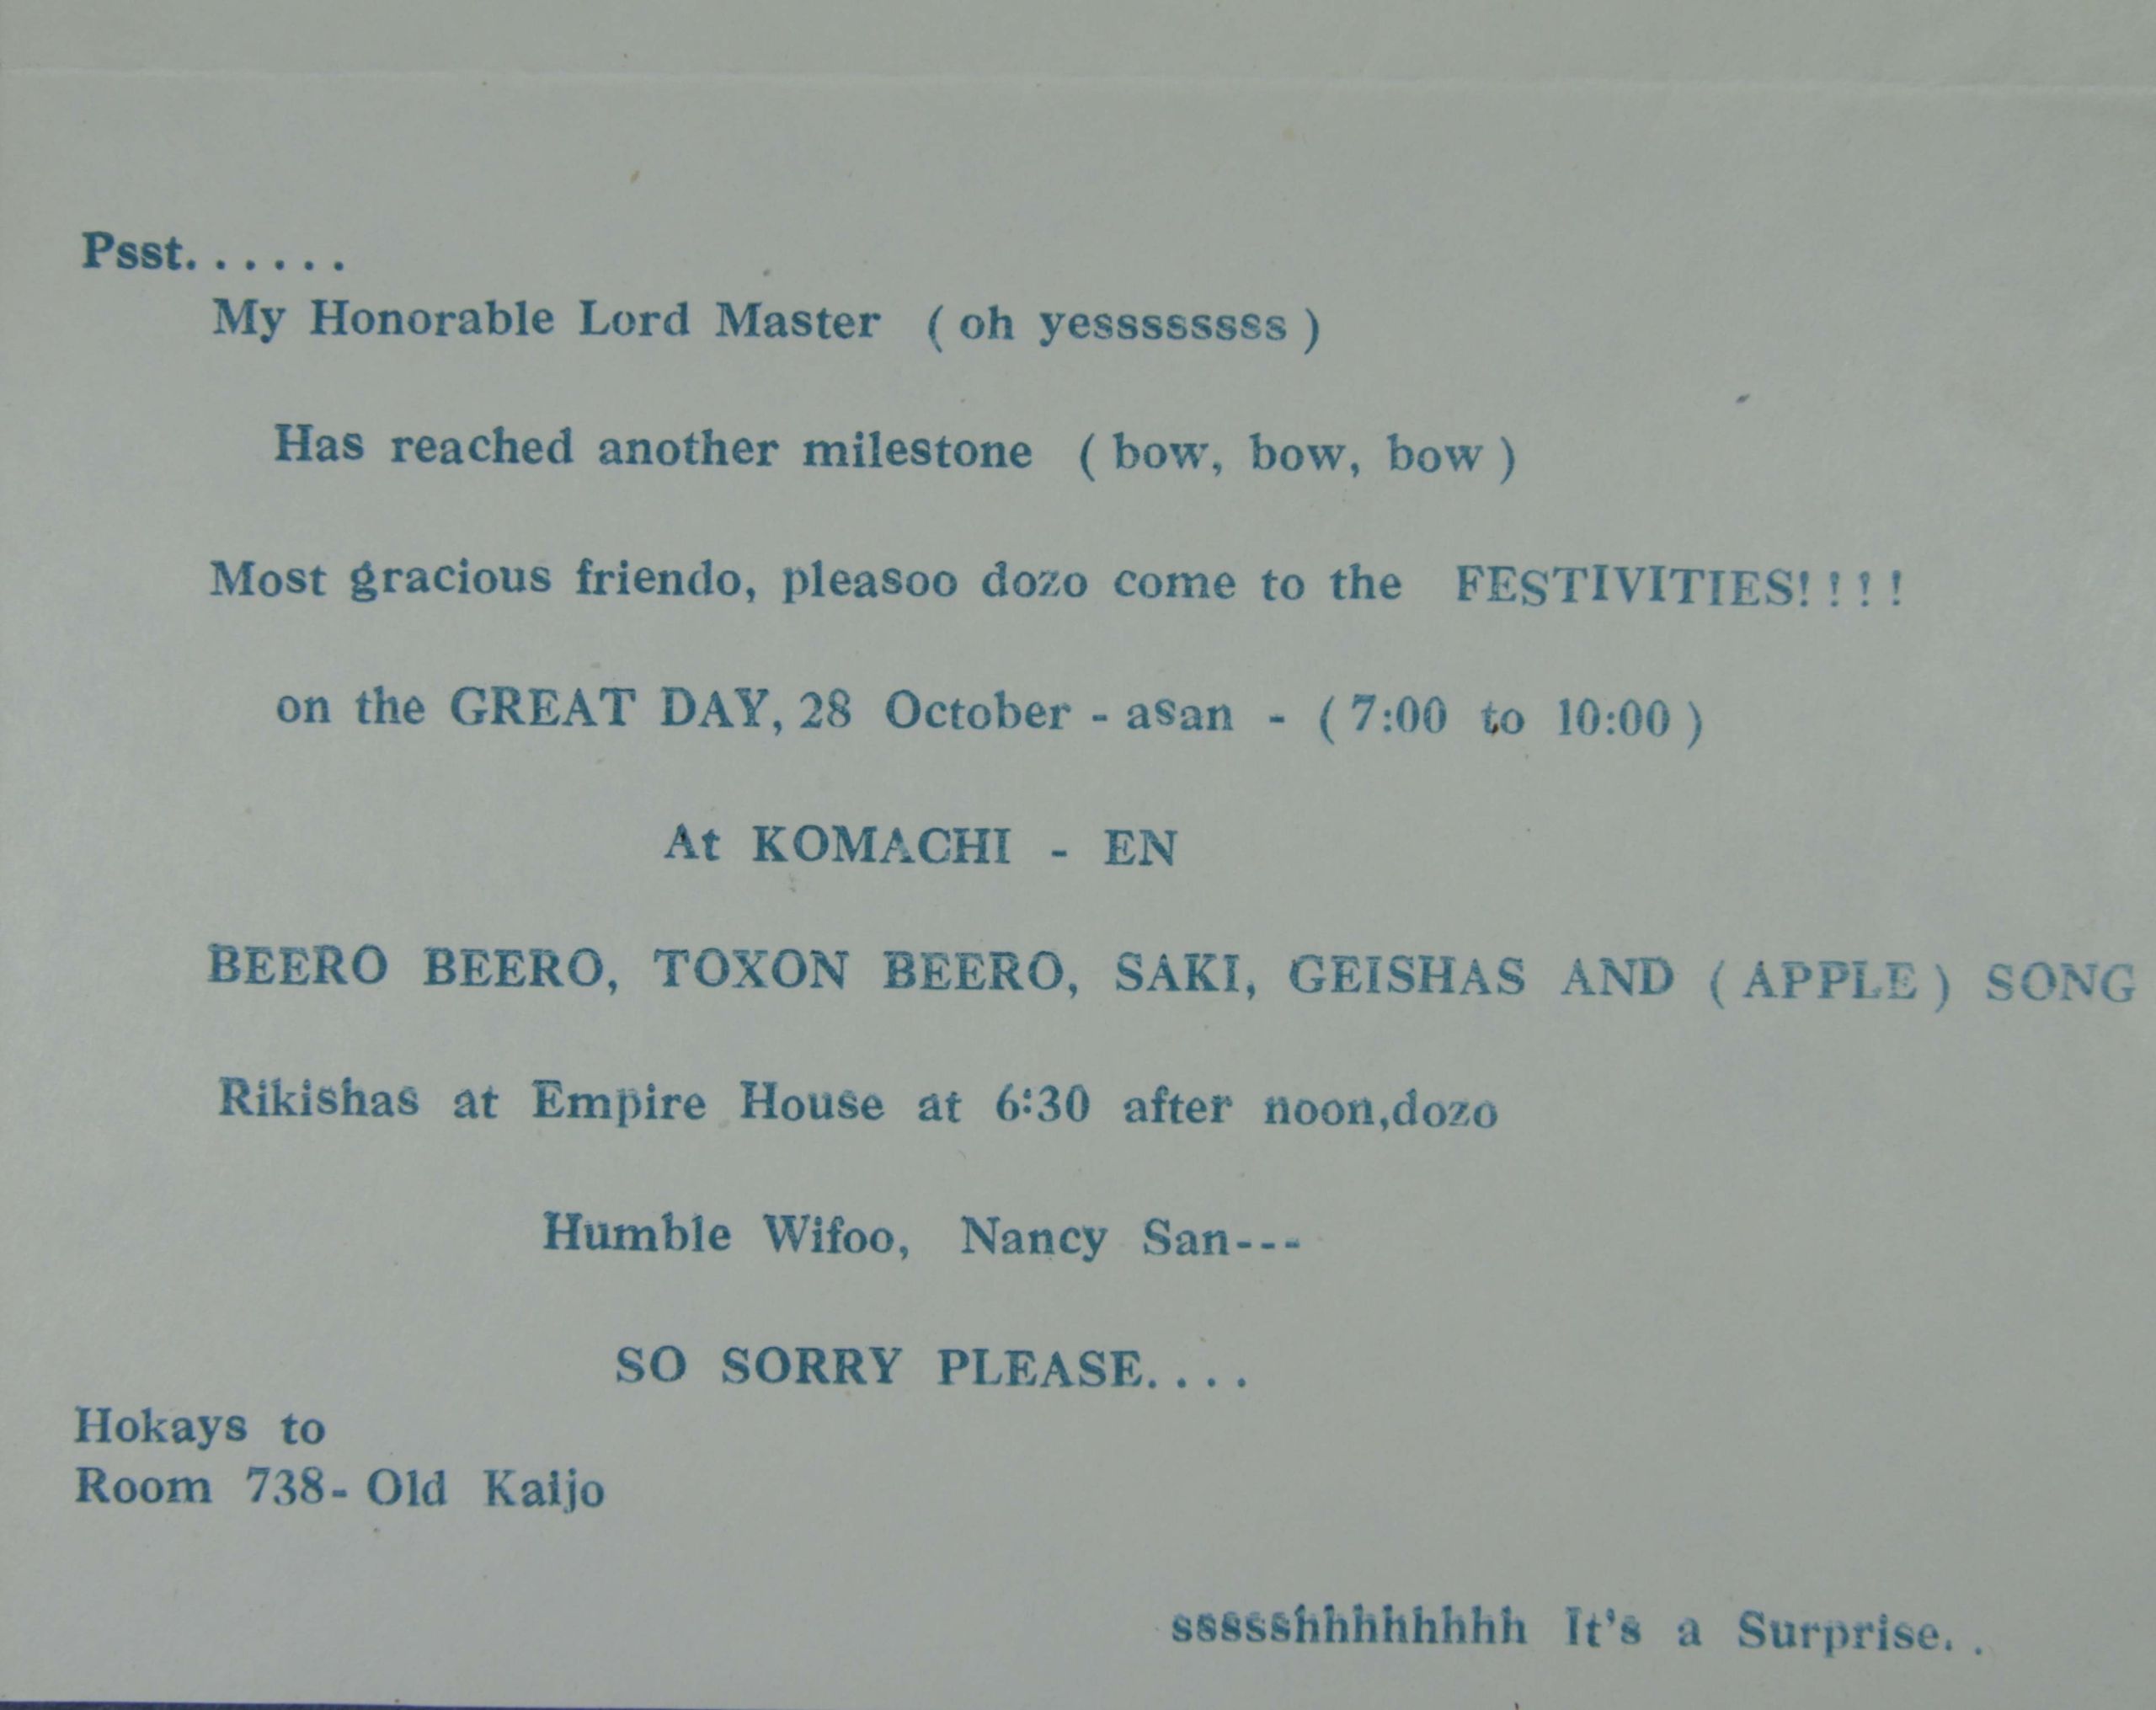 Psst......
My Honorable Lord Master (oh yesssssssss)
Has reached another milestone (bow, bow, bow)
Most gracious friendo, pleasoo dozo come to the FESTIVITIES!!!!
on the GREAT DAY, 28 October - asan - (7:00 to 10:00)
At KOMACHI - EN
BEERO BEERO, TOXON BEERO, SAKI, GEISHAS AND (APPLE) SONG
Rikishas at Empire House at 6:30 after noon,dozo
Humble Wifoo, Nancy San---
SO SORRY PLEASE....
Hokays to
Room 738- Old Kaijo
ssssshhhhhhhh It's a Surprise..